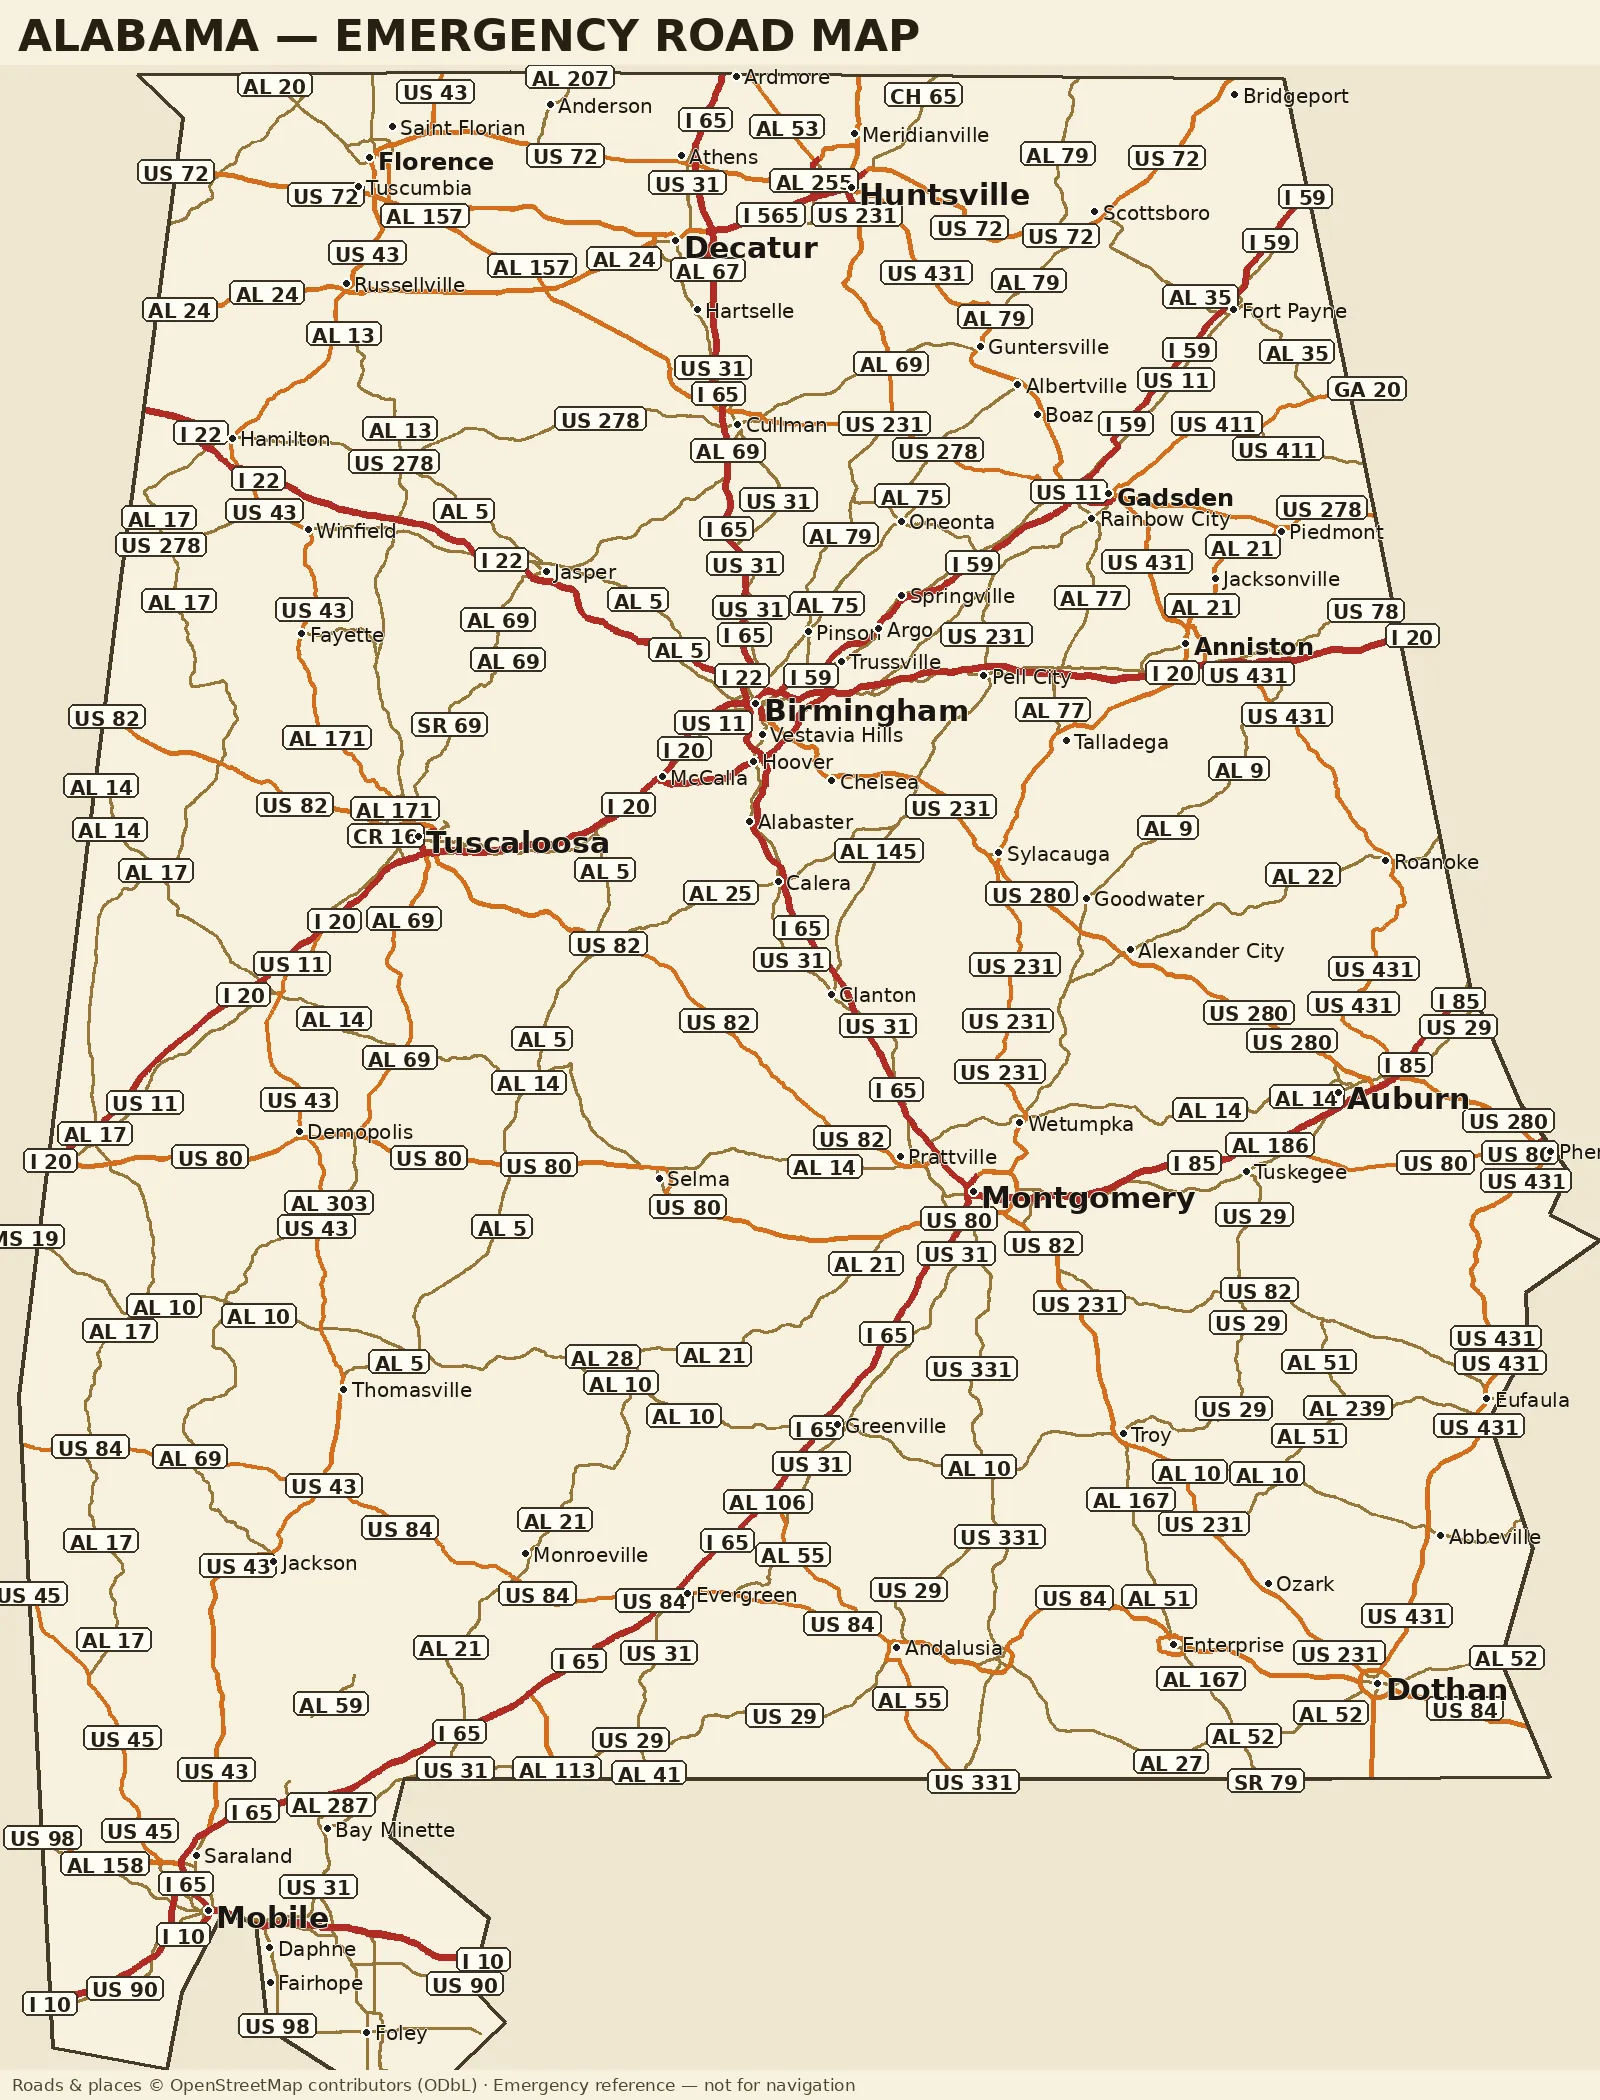 ALABAMA — EMERGENCY ROAD MAP
Ardmore
AL 207
AL 20
US 43
CH 65
Bridgeport
Anderson
I 65
AL 53
Saint Florian
Meridianville
US 72
Athens
AL 79
US 72
Florence
US 72
Tuscumbia
US 72
US 31
AL 255
Huntsville
I 59
AL 157
I 565
US 231
Scottsboro
US 72
US 72
I 59
US 43
Decatur
AL 157
AL 24
AL 67
US 431
AL 79
Russellville
AL 24
AL 24
AL 35
Hartselle
Fort Payne
AL 79
AL 13
Guntersville
I 59
AL 35
US 31
AL 69
US 11
Albertville
GA 20
I 65
Boaz
US 278
Cullman
US 231
I 59
US 411
AL 13
I 22
Hamilton
AL 69
US 278
US 411
US 278
I 22
US 11
Gadsden
US 31
AL 75
US 278
US 43
AL 5
AL 17
Rainbow City
Oneonta
Winfield
I 65
AL 79
Piedmont
US 278
AL 21
I 22
US 31
I 59
US 431
Jasper
Jacksonville
AL 17
AL 5
US 31
AL 75
Springville
AL 77
AL 21
US 78
US 43
AL 69
Fayette
I 65
Pinson
Argo
US 231
I 20
AL 5
Anniston
AL 69
Trussville
I 22
I 59
Pell City
I 20
US 431
US 82
SR 69
US 11
Birmingham
AL 77
US 431
AL 171
Vestavia Hills
Talladega
I 20
Hoover
AL 9
McCalla
Chelsea
AL 14
US 82
AL 171
I 20
US 231
AL 14
CR 16
Tuscaloosa
Alabaster
AL 9
AL 145
Sylacauga
Roanoke
AL 17
AL 5
AL 25
Calera
AL 22
US 280
Goodwater
I 20
AL 69
I 65
US 82
US 11
US 31
Alexander City
US 231
US 431
I 20
Clanton
US 431
I 85
AL 14
US 82
US 31
US 231
US 280
US 29
AL 5
US 280
AL 69
I 85
US 231
AL 14
I 65
US 11
US 43
AL 14
AL 14
Auburn
US 280
AL 17
Demopolis
Wetumpka
US 82
AL 186
I 20
US 80
US 80
US 80
AL 14
Prattville
I 85
Tuskegee
US 80
US 80
Phen
Selma
US 431
AL 303
US 80
Montgomery
US 43
AL 5
US 80
US 29
MS 19
US 31
US 82
AL 21
US 82
AL 10
AL 10
US 231
AL 17
US 29
I 65
US 431
AL 5
AL 28
AL 21
US 331
AL 51
US 431
Thomasville
AL 10
Eufaula
AL 10
US 29
AL 239
I 65
Greenville
US 431
Troy
AL 51
US 84
AL 69
US 31
AL 10
AL 10
AL 10
US 43
AL 106
AL 167
US 84
AL 21
US 231
AL 17
I 65
US 331
Abbeville
US 43
Jackson
Monroeville
AL 55
US 45
US 84
US 84
Evergreen
US 29
US 84
AL 51
Ozark
US 84
US 431
AL 17
AL 21
US 31
Andalusia
Enterprise
US 231
I 65
AL 52
AL 167
AL 59
AL 55
Dothan
US 29
AL 52
US 84
US 45
I 65
US 29
AL 52
US 43
US 31
AL 113
AL 41
US 331
AL 27
SR 79
I 65
AL 287
US 98
US 45
Bay Minette
AL 158
Saraland
I 65
US 31
Mobile
I 10
Daphne
I 10
Fairhope
US 90
US 90
I 10
US 98
Foley
Roads & places © OpenStreetMap contributors (ODbL) · Emergency reference — not for navigation